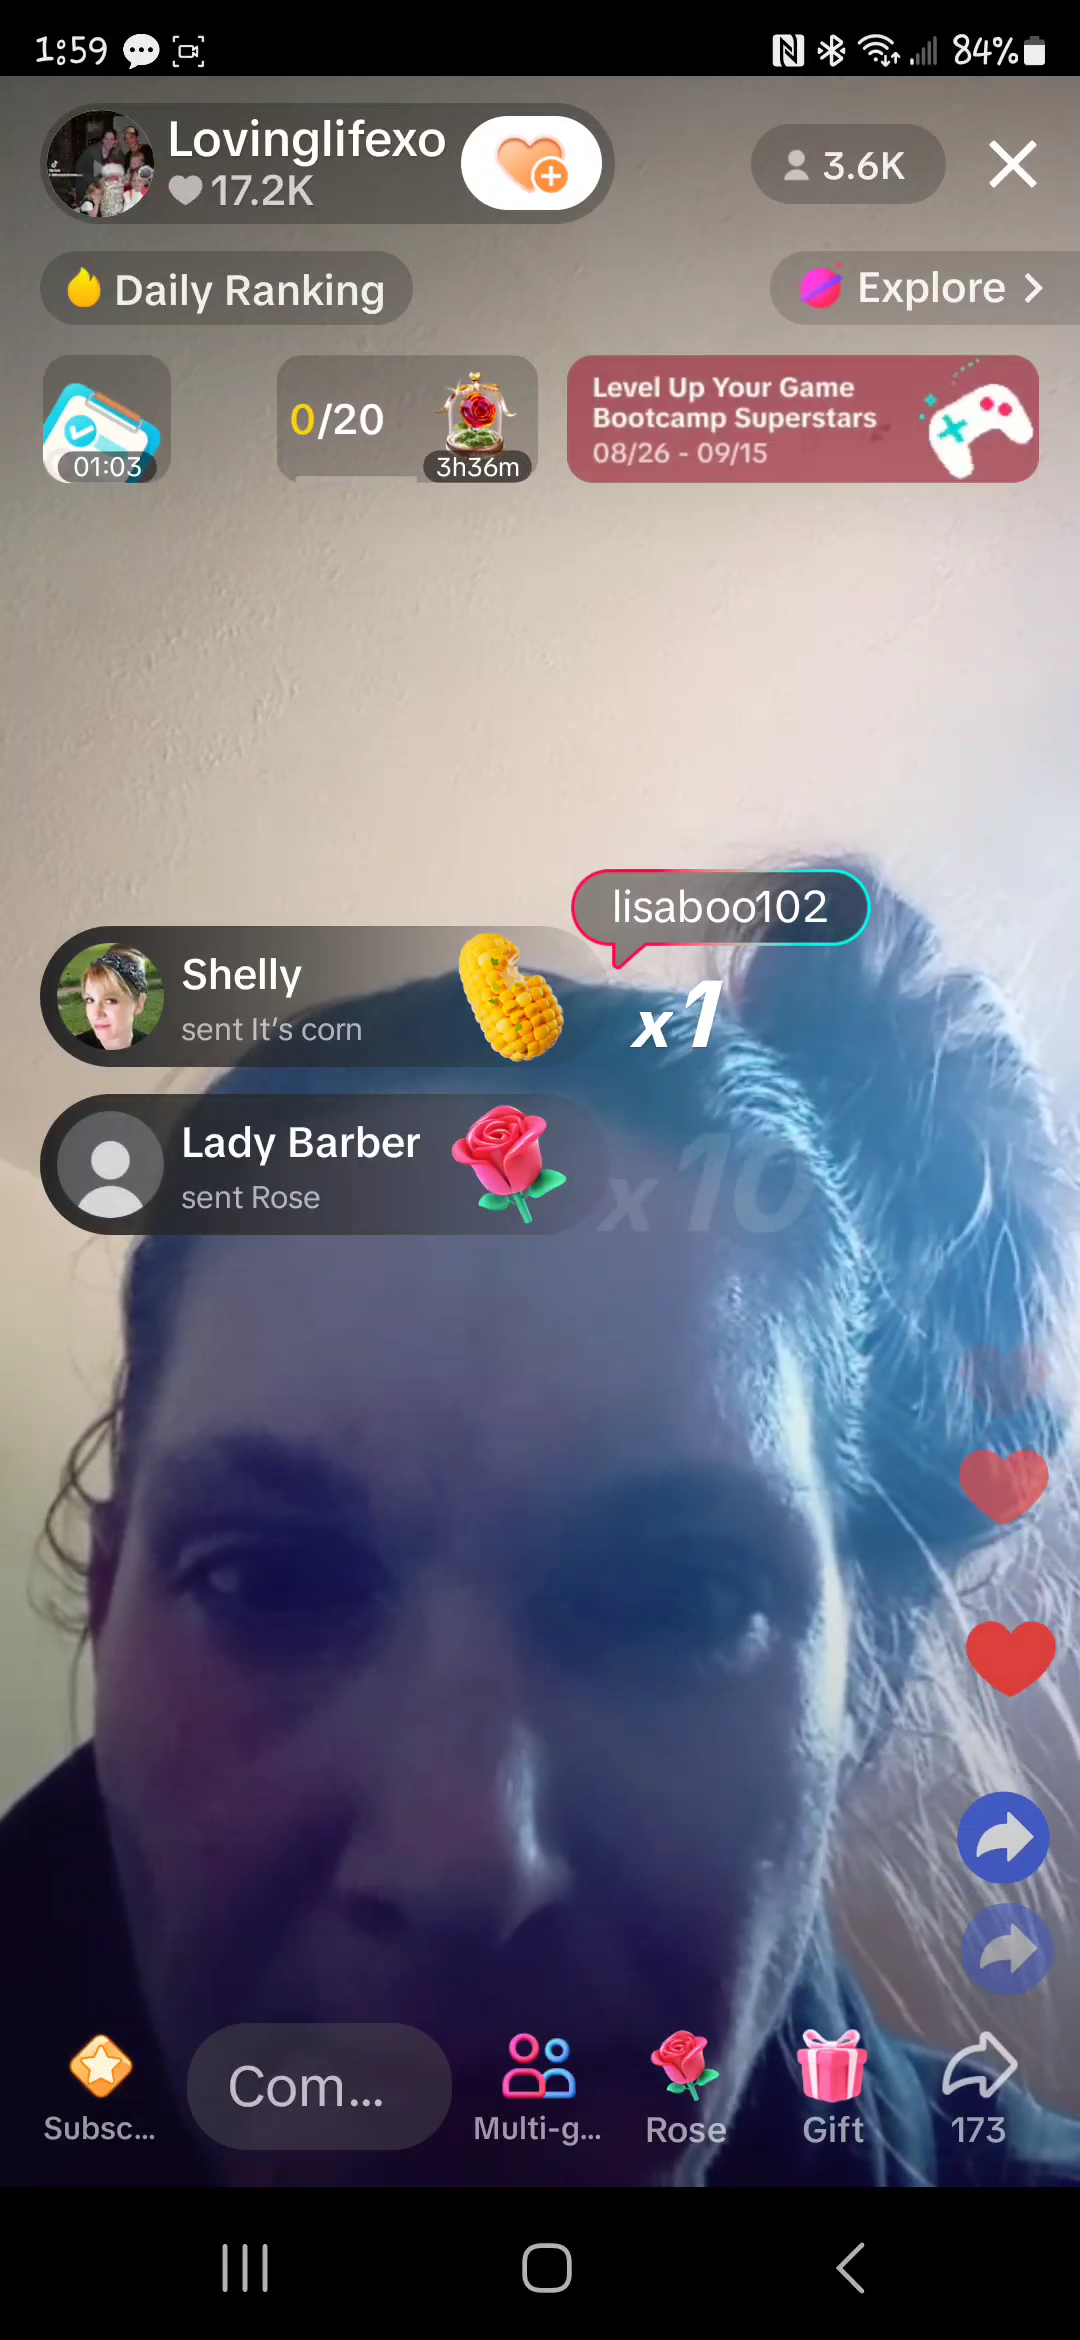 1:59
84%
Lovinglifexo
17.2K
3.6K
Daily Ranking
Explore
01:03
0/20
3h36m
Level Up Your Game
Bootcamp Superstars
08/26 - 09/15
lisaboo102
Shelly
sent It's corn
x1
Lady Barber
sent Rose
x10
Subsc...
Com...
Multi-g...
Rose
Gift
173